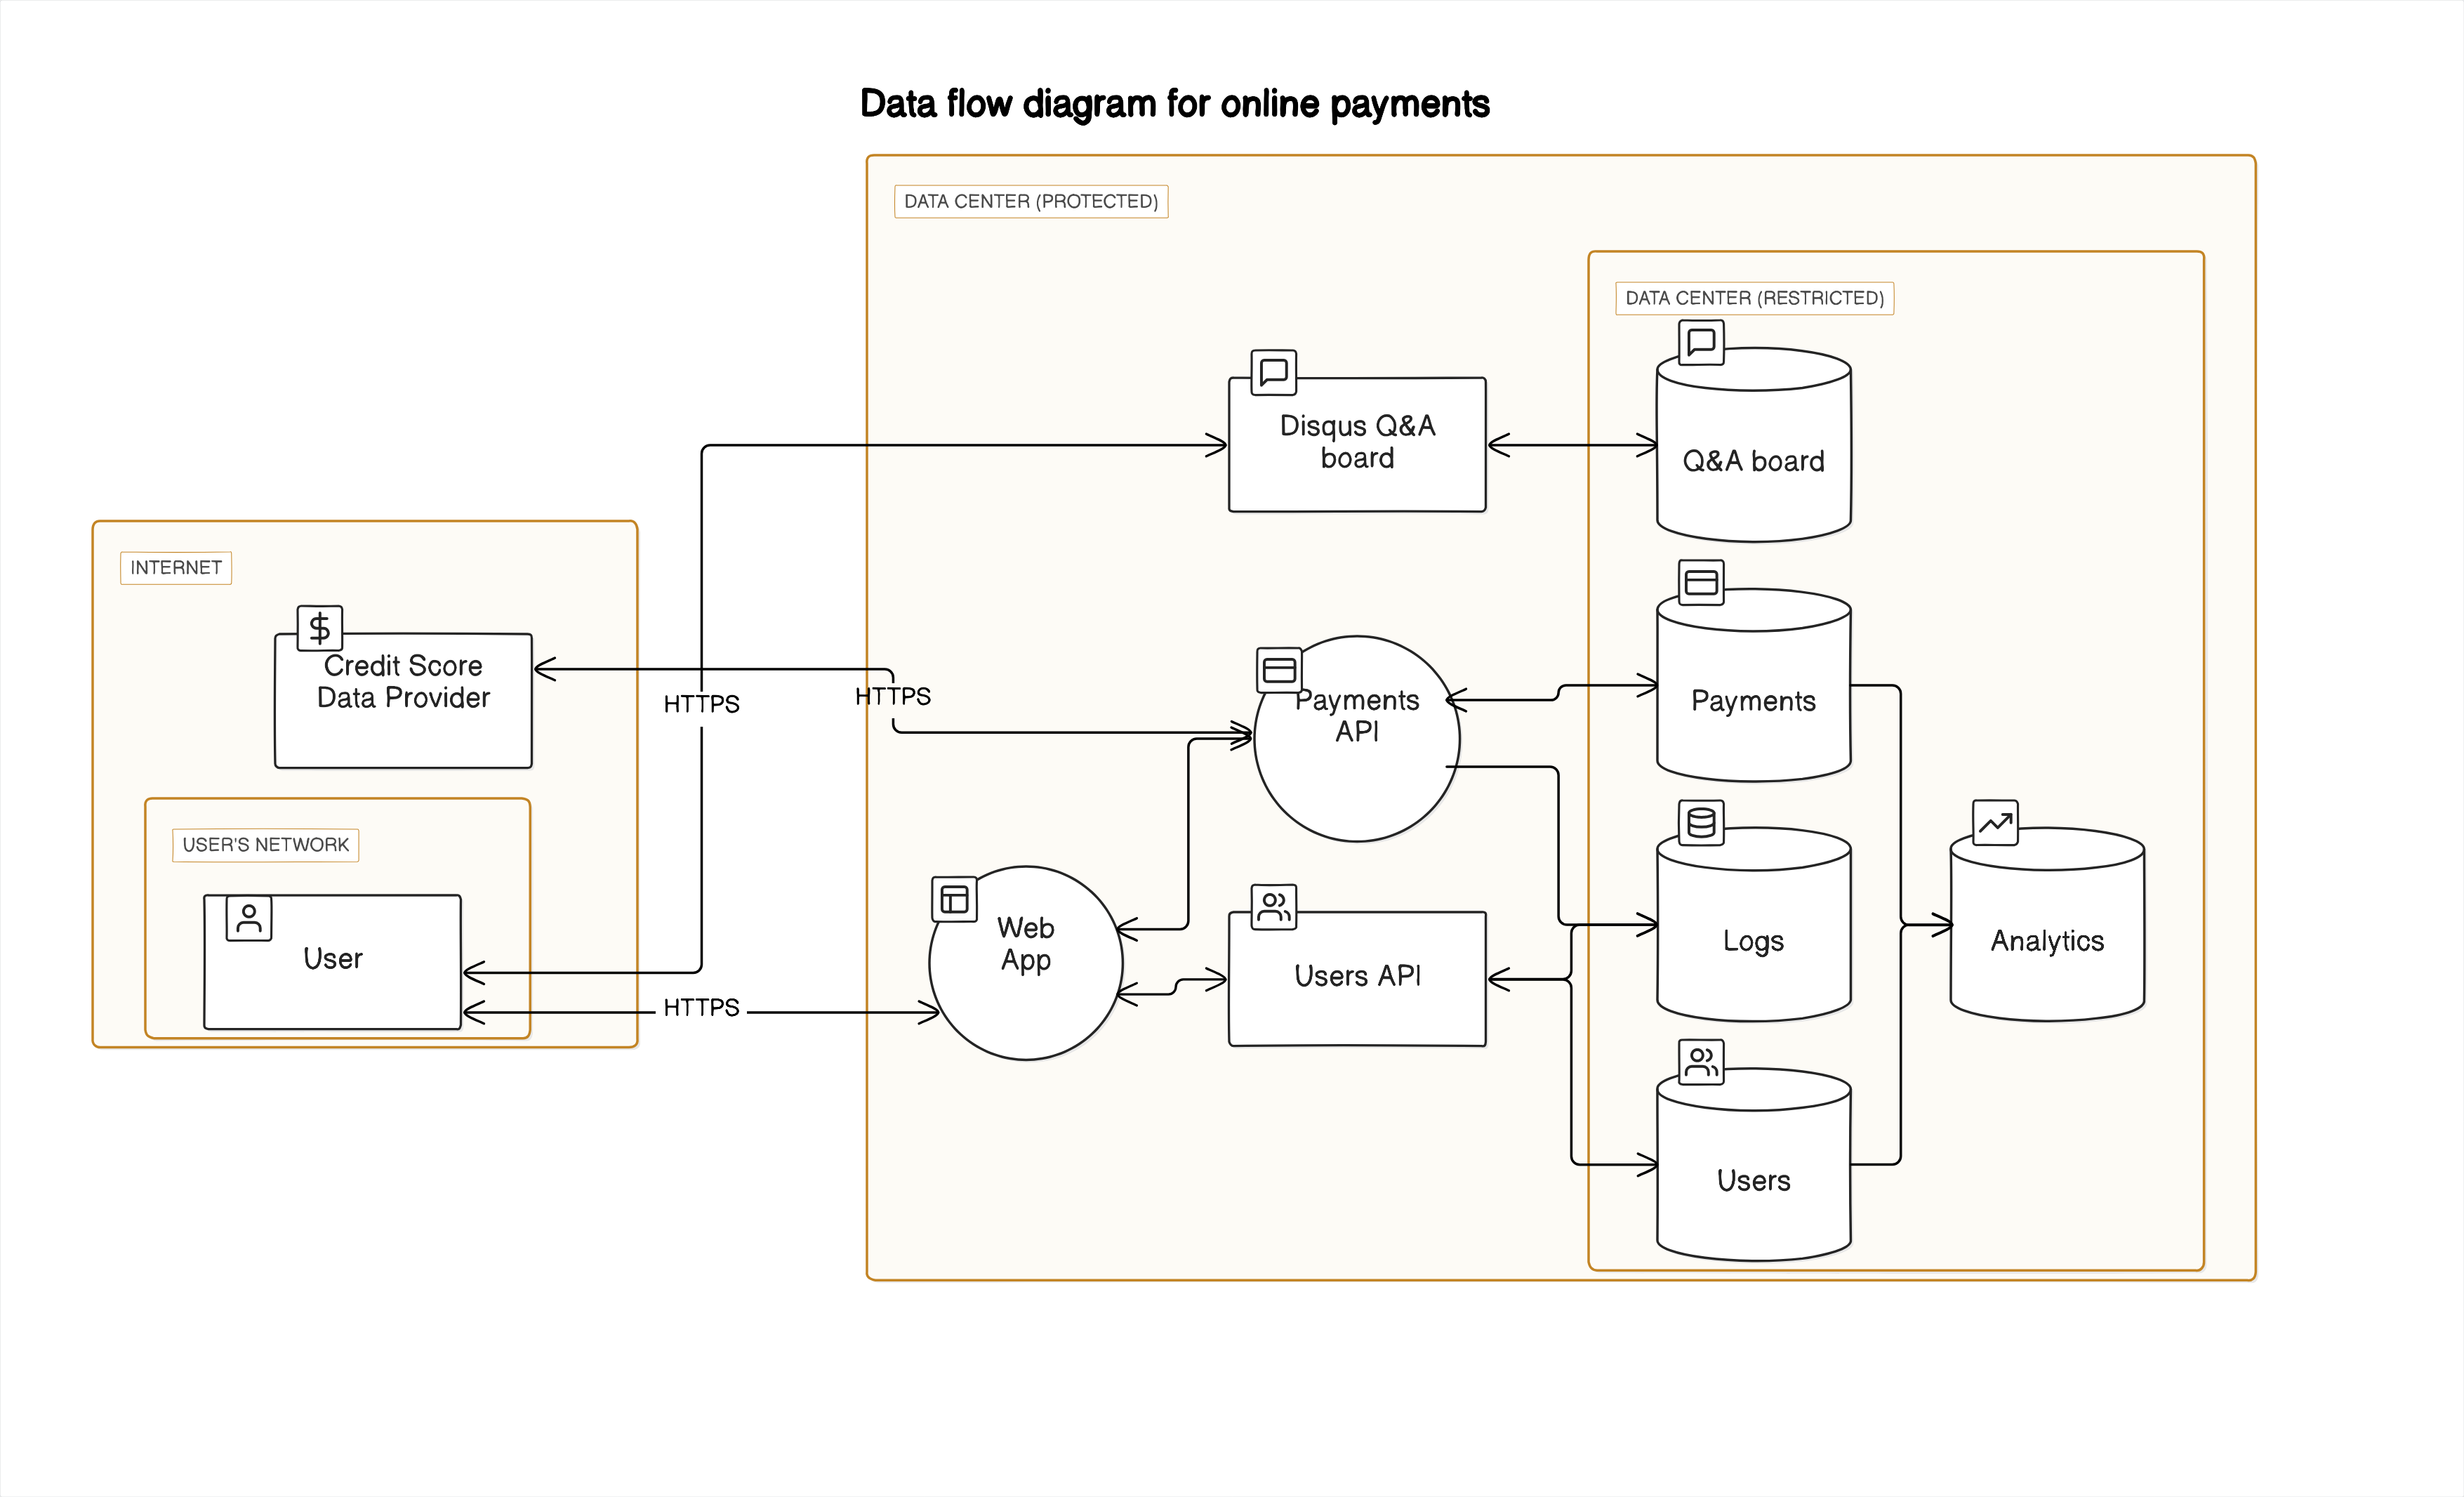 Data flow diagram for online payments
DATA CENTER (PROTECTED)
DATA CENTER (RESTRICTED)
Disqus Q&A
board
Q&A board
INTERNET
$
Credit Score
Data Provider
HTTPS
HTTPS
Payments
API
Payments
USER'S NETWORK
User
HTTPS
Web
App
Users API
Logs
Analytics
Users